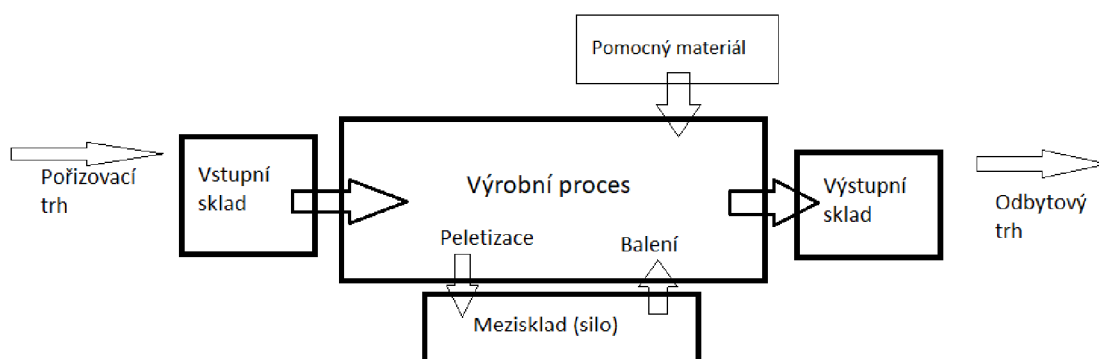 Pomocný materiál
Pořizovací
trh
Vstupní
sklad
Výrobní proces
Peletizace
Balení
Mezisklad (silo)
Výstupní
sklad
Odbytový
trh